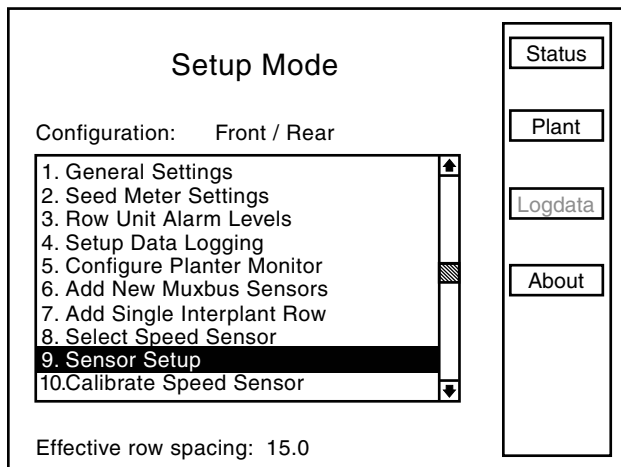 Setup Mode
Configuration: Front / Rear
1. General Settings
2. Seed Meter Settings
3. Row Unit Alarm Levels
4. Setup Data Logging
5. Configure Planter Monitor
6. Add New Muxbus Sensors
7. Add Single Interplant Row
8. Select Speed Sensor
9. Sensor Setup
10.Calibrate Speed Sensor
Effective row spacing: 15.0
Status
Plant
Logdata
About